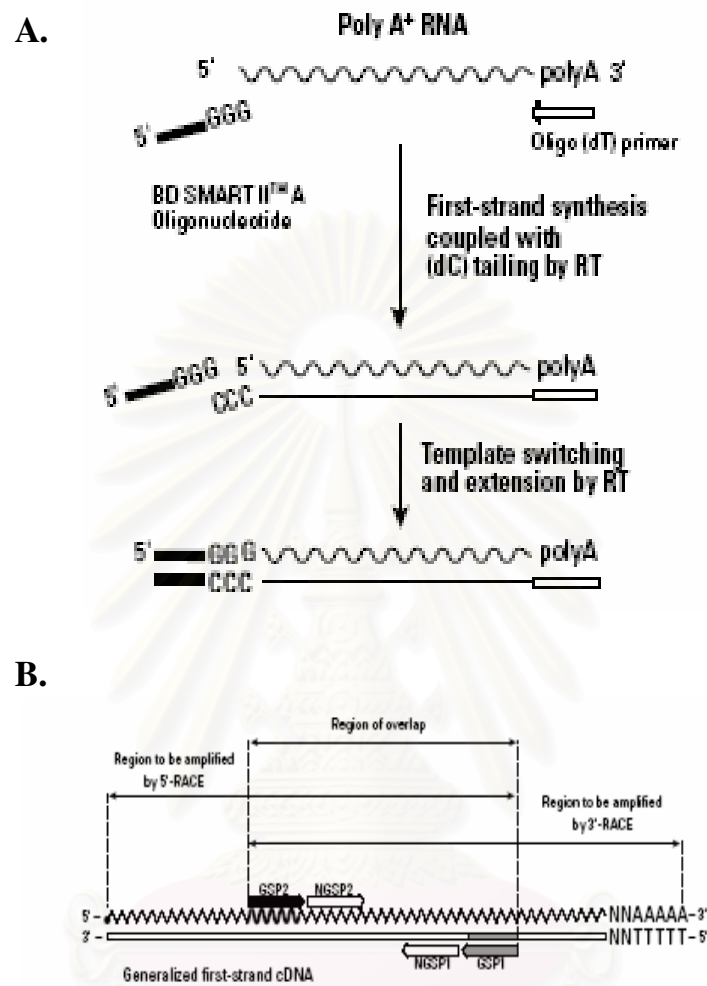 A.
Poly A⁺ RNA
5' polyA 3'
5' GGG
Oligo (dT) primer
BD SMART II™ A
Oligonucleotide
First-strand synthesis
coupled with
(dC) tailing by RT
5' GGG 5' polyA
CCC
Template switching
and extension by RT
5' GGG polyA
CCC
B.
Region of overlap
Region to be amplified
by 5'-RACE
Region to be amplified
by 3'-RACE
GSP2 NGSP2
5' – NNAAAAA–3'
3' – NNTTTTT–5'
NGSP1 GSP1
Generalized first-strand cDNA